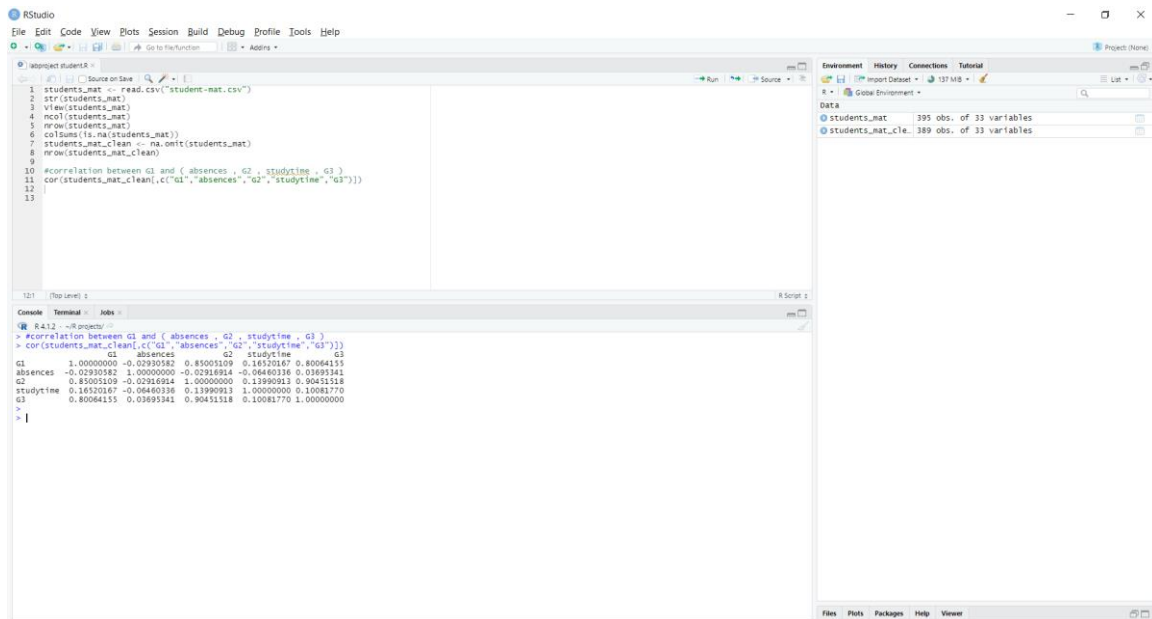 RStudio
File Edit Code View Plots Session Build Debug Profile Tools Help
Go to file/function Addins
Project: (None)
labproject student.R
Source on Save Run Source
1 students_mat <- read.csv("student-mat.csv")
2 str(students_mat)
3 view(students_mat)
4 ncol(students_mat)
5 nrow(students_mat)
6 colSums(is.na(students_mat))
7 students_mat_clean <- na.omit(students_mat)
8 nrow(students_mat_clean)
9
10 #correlation between G1 and ( absences , G2 , studytime , G3 )
11 cor(students_mat_clean[,c("G1","absences","G2","studytime","G3")])
12
13
12:1 (Top Level) R Script
Console Terminal Jobs
R 4.1.2 · ~/R projects/
> #correlation between G1 and ( absences , G2 , studytime , G3 )
> cor(students_mat_clean[,c("G1","absences","G2","studytime","G3")])
G1 absences G2 studytime G3
G1 1.00000000 -0.02930582 0.85005109 0.16520167 0.80064155
absences -0.02930582 1.00000000 -0.02916914 -0.06460336 0.03695341
G2 0.85005109 -0.02916914 1.00000000 0.13990913 0.90451518
studytime 0.16520167 -0.06460336 0.13990913 1.00000000 0.10081770
G3 0.80064155 0.03695341 0.90451518 0.10081770 1.00000000
>
>
Environment History Connections Tutorial
Import Dataset 137 MiB List
R Global Environment
Data
students_mat 395 obs. of 33 variables
students_mat_cle… 389 obs. of 33 variables
Files Plots Packages Help Viewer